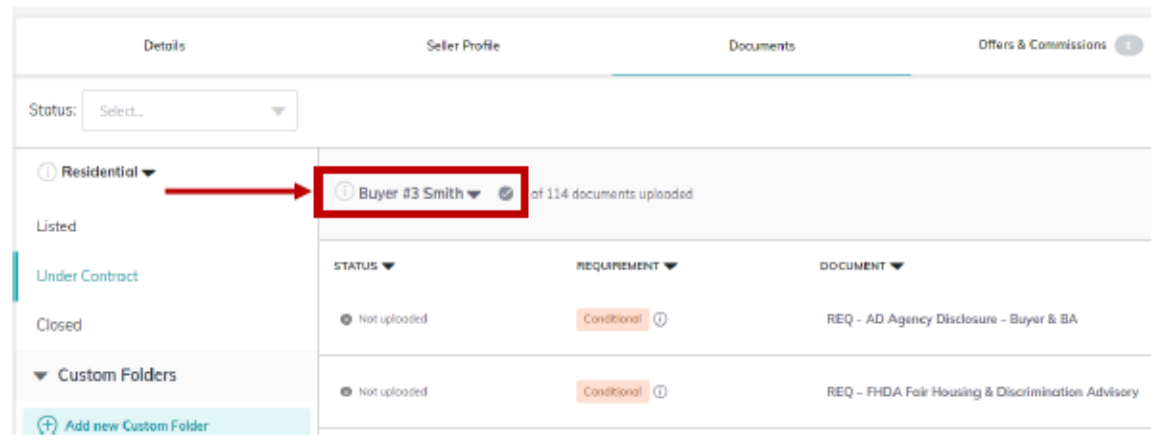 Details Seller Profile Documents Offers & Commissions 1
Status: Select...
Residential
Buyer #3 Smith of 114 documents uploaded
Listed
Under Contract
Closed
Custom Folders
Add new Custom Folder
STATUS REQUIREMENT DOCUMENT
Not uploaded Conditional REQ - AD Agency Disclosure - Buyer & BA
Not uploaded Conditional REQ - FHDA Fair Housing & Discrimination Advisory